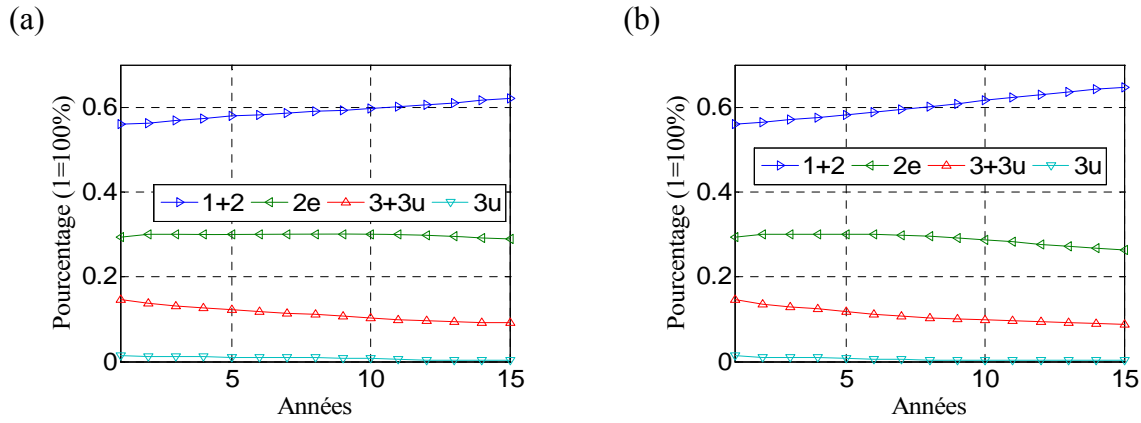 (a)
(b)
Pourcentage (1=100%)
0.6
0.4
0.2
0
1+2 2e 3+3u 3u
5 10 15
Années
Pourcentage (1=100%)
0.6
0.4
0.2
0
1+2 2e 3+3u 3u
5 10 15
Années